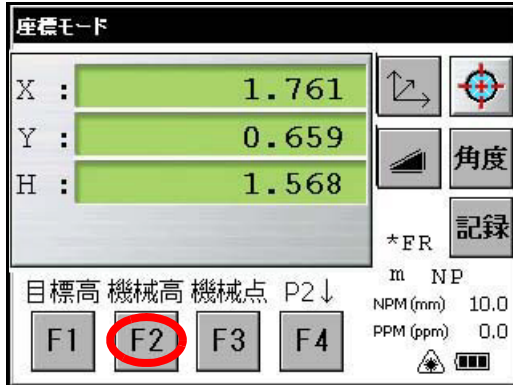 座標モード
X : 1.761
Y : 0.659
H : 1.568
角度
記録
*FR
m NP
NPM (mm) 10.0
PPM (ppm) 0.0
目標高 機械高 機械点 P2↓
F1 F2 F3 F4